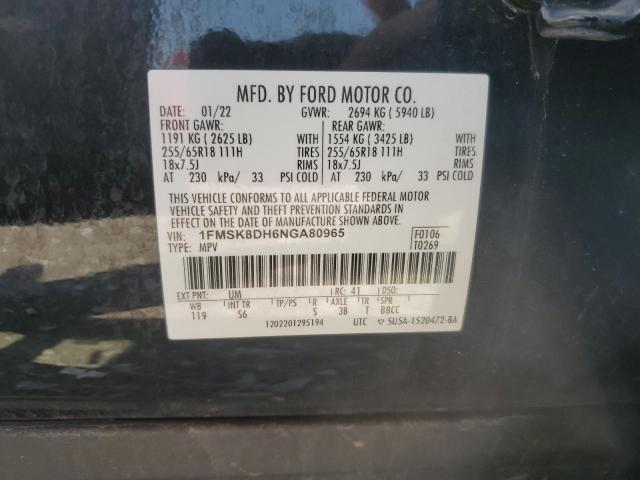 MFD. BY FORD MOTOR CO.
DATE: 01/22 GVWR: 2694 KG ( 5940 LB)
FRONT GAWR: REAR GAWR:
1191 KG ( 2625 LB) WITH 1554 KG ( 3425 LB) WITH
255/65R18 111H TIRES 255/65R18 111H TIRES
18x7.5J RIMS 18x7.5J RIMS
AT 230 kPa/ 33 PSI COLD AT 230 kPa/ 33 PSI COLD
THIS VEHICLE CONFORMS TO ALL APPLICABLE FEDERAL MOTOR
VEHICLE SAFETY AND THEFT PREVENTION STANDARDS IN EFFECT ON
THE DATE OF MANUFACTURE SHOWN ABOVE.
VIN: 1FMSK8DH6NGA80965 F0106
TYPE: MPV T0269
EXT PNT: UM RC: 41 DSO:
WB INT TR TP/PS R AXLE TR SPR
119 S6 S 3B T BBCC
1202201295194 UTC ▽ 5U5A-1520472-BA